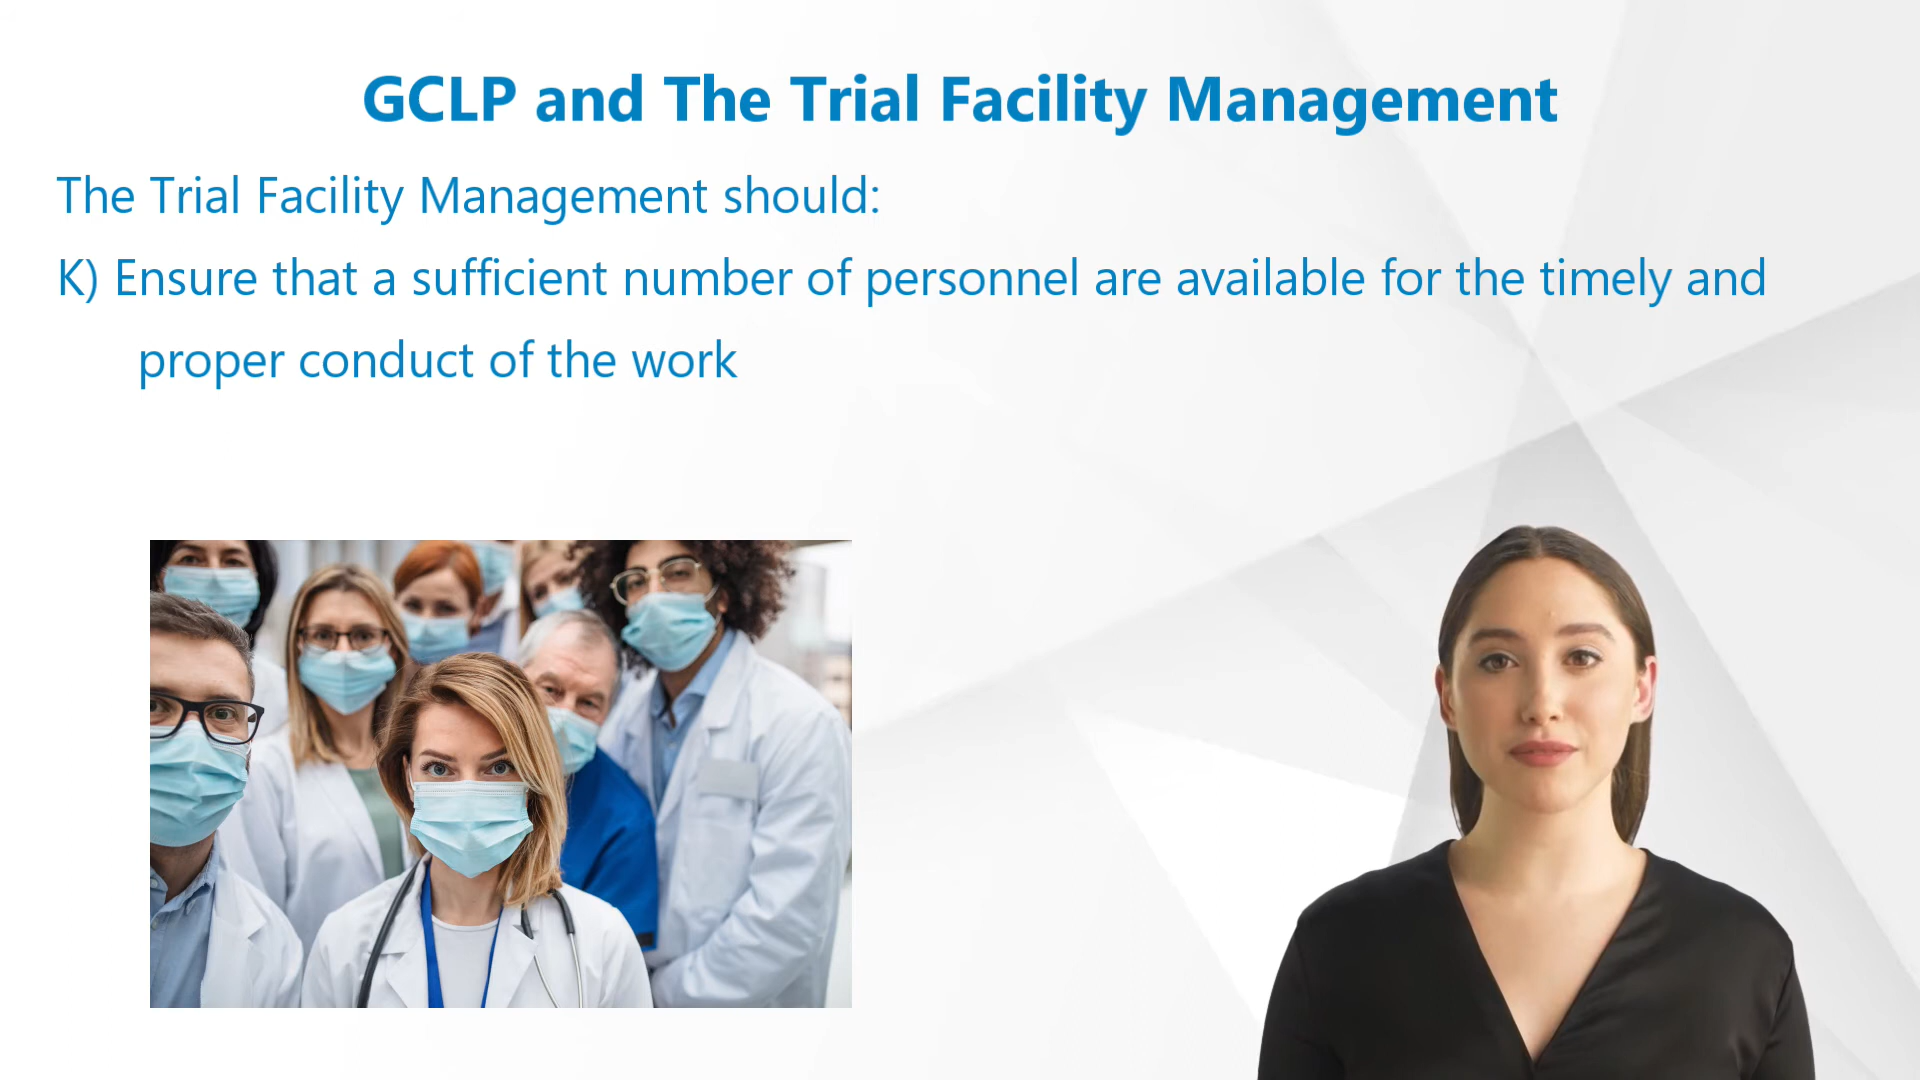 GCLP and The Trial Facility Management
The Trial Facility Management should:
K) Ensure that a sufficient number of personnel are available for the timely and
proper conduct of the work